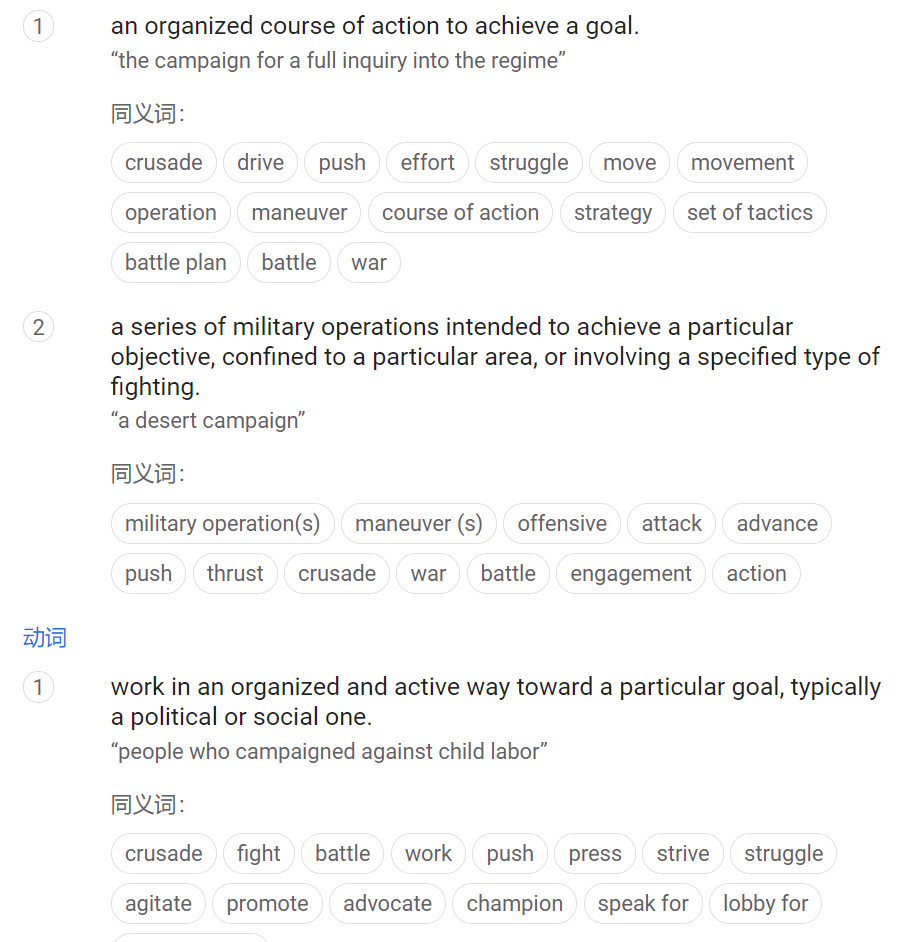 1 an organized course of action to achieve a goal.
“the campaign for a full inquiry into the regime”
同义词：
crusade drive push effort struggle move movement
operation maneuver course of action strategy set of tactics
battle plan battle war
2 a series of military operations intended to achieve a particular
objective, confined to a particular area, or involving a specified type of
fighting.
“a desert campaign”
同义词：
military operation(s) maneuver (s) offensive attack advance
push thrust crusade war battle engagement action
动词
1 work in an organized and active way toward a particular goal, typically
a political or social one.
“people who campaigned against child labor”
同义词：
crusade fight battle work push press strive struggle
agitate promote advocate champion speak for lobby for